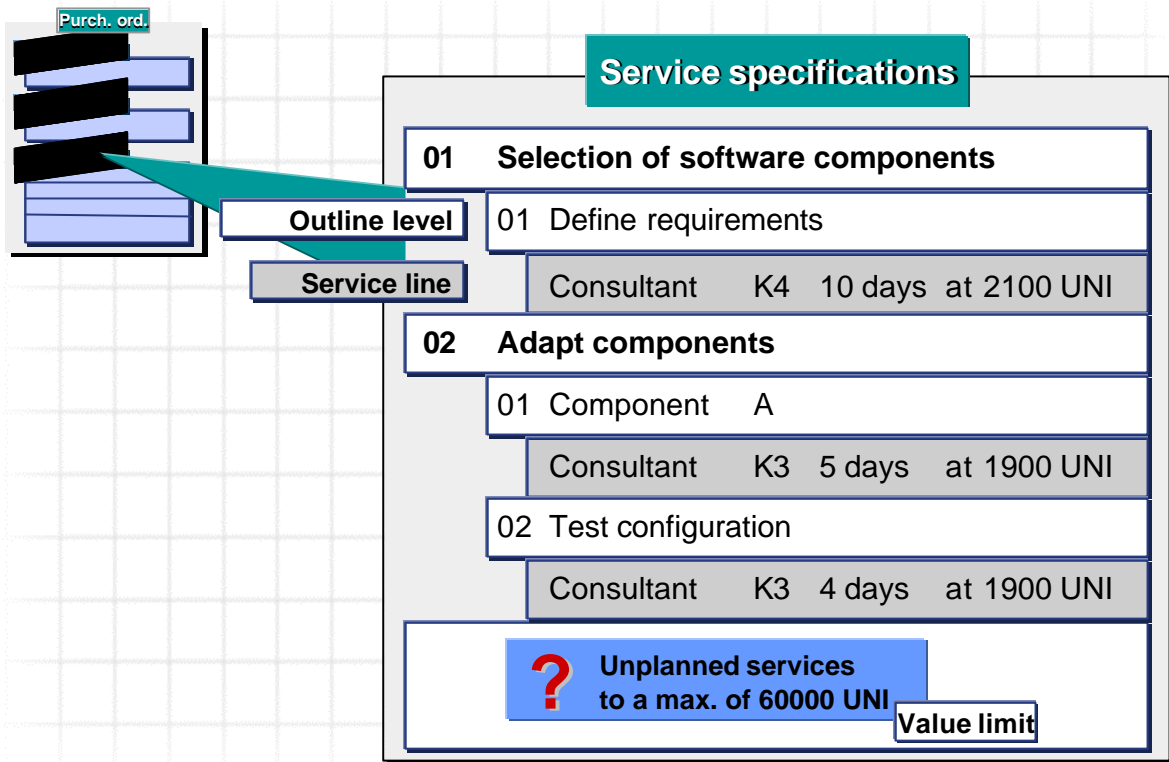 Purch. ord.
Service specifications
01 Selection of software components
Outline level
01 Define requirements
Service line
Consultant K4 10 days at 2100 UNI
02 Adapt components
01 Component A
Consultant K3 5 days at 1900 UNI
02 Test configuration
Consultant K3 4 days at 1900 UNI
? Unplanned services
to a max. of 60000 UNI
Value limit